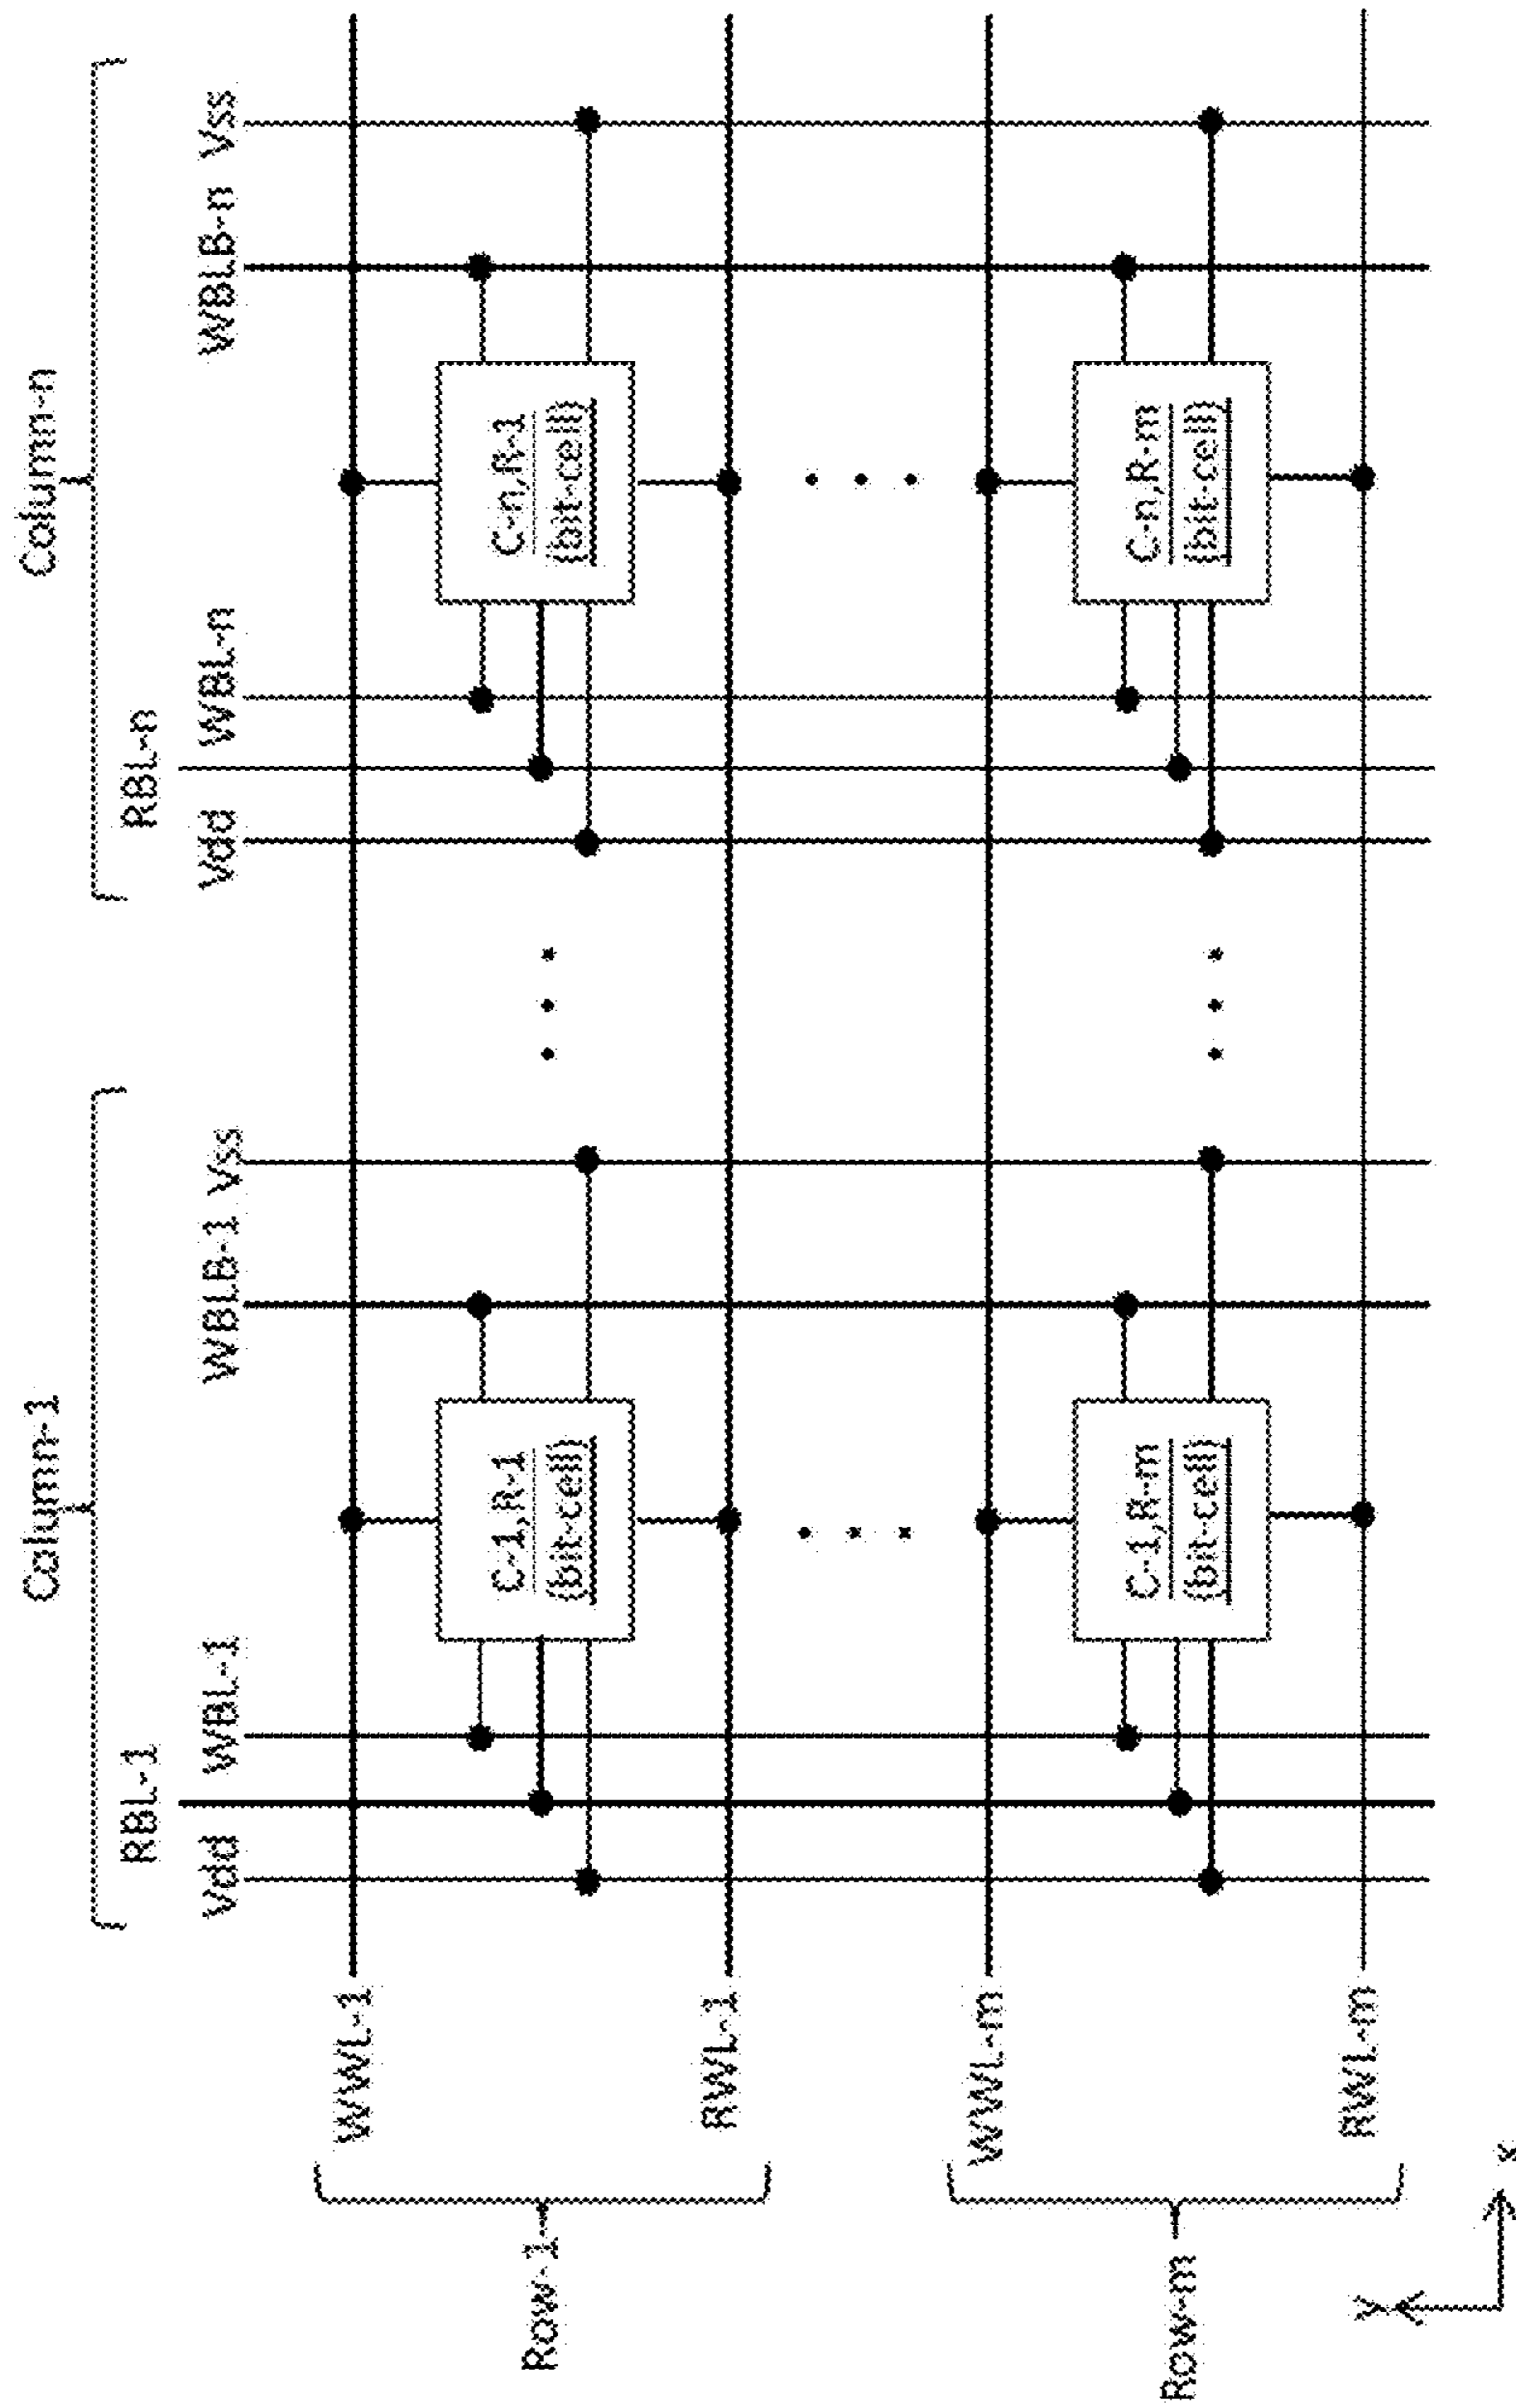 Column-1
Column-n
RBL-1
RBL-n
Vdd
WBL-1
WBLB-1
Vss
Vdd
WBL-n
WBLB-n
Vss
WWL-1
Row-1
C-1,R-1
(bit-cell)
C-n,R-1
(bit-cell)
RWL-1
WWL-m
Row-m
C-1,R-m
(bit-cell)
C-n,R-m
(bit-cell)
RWL-m
y
x